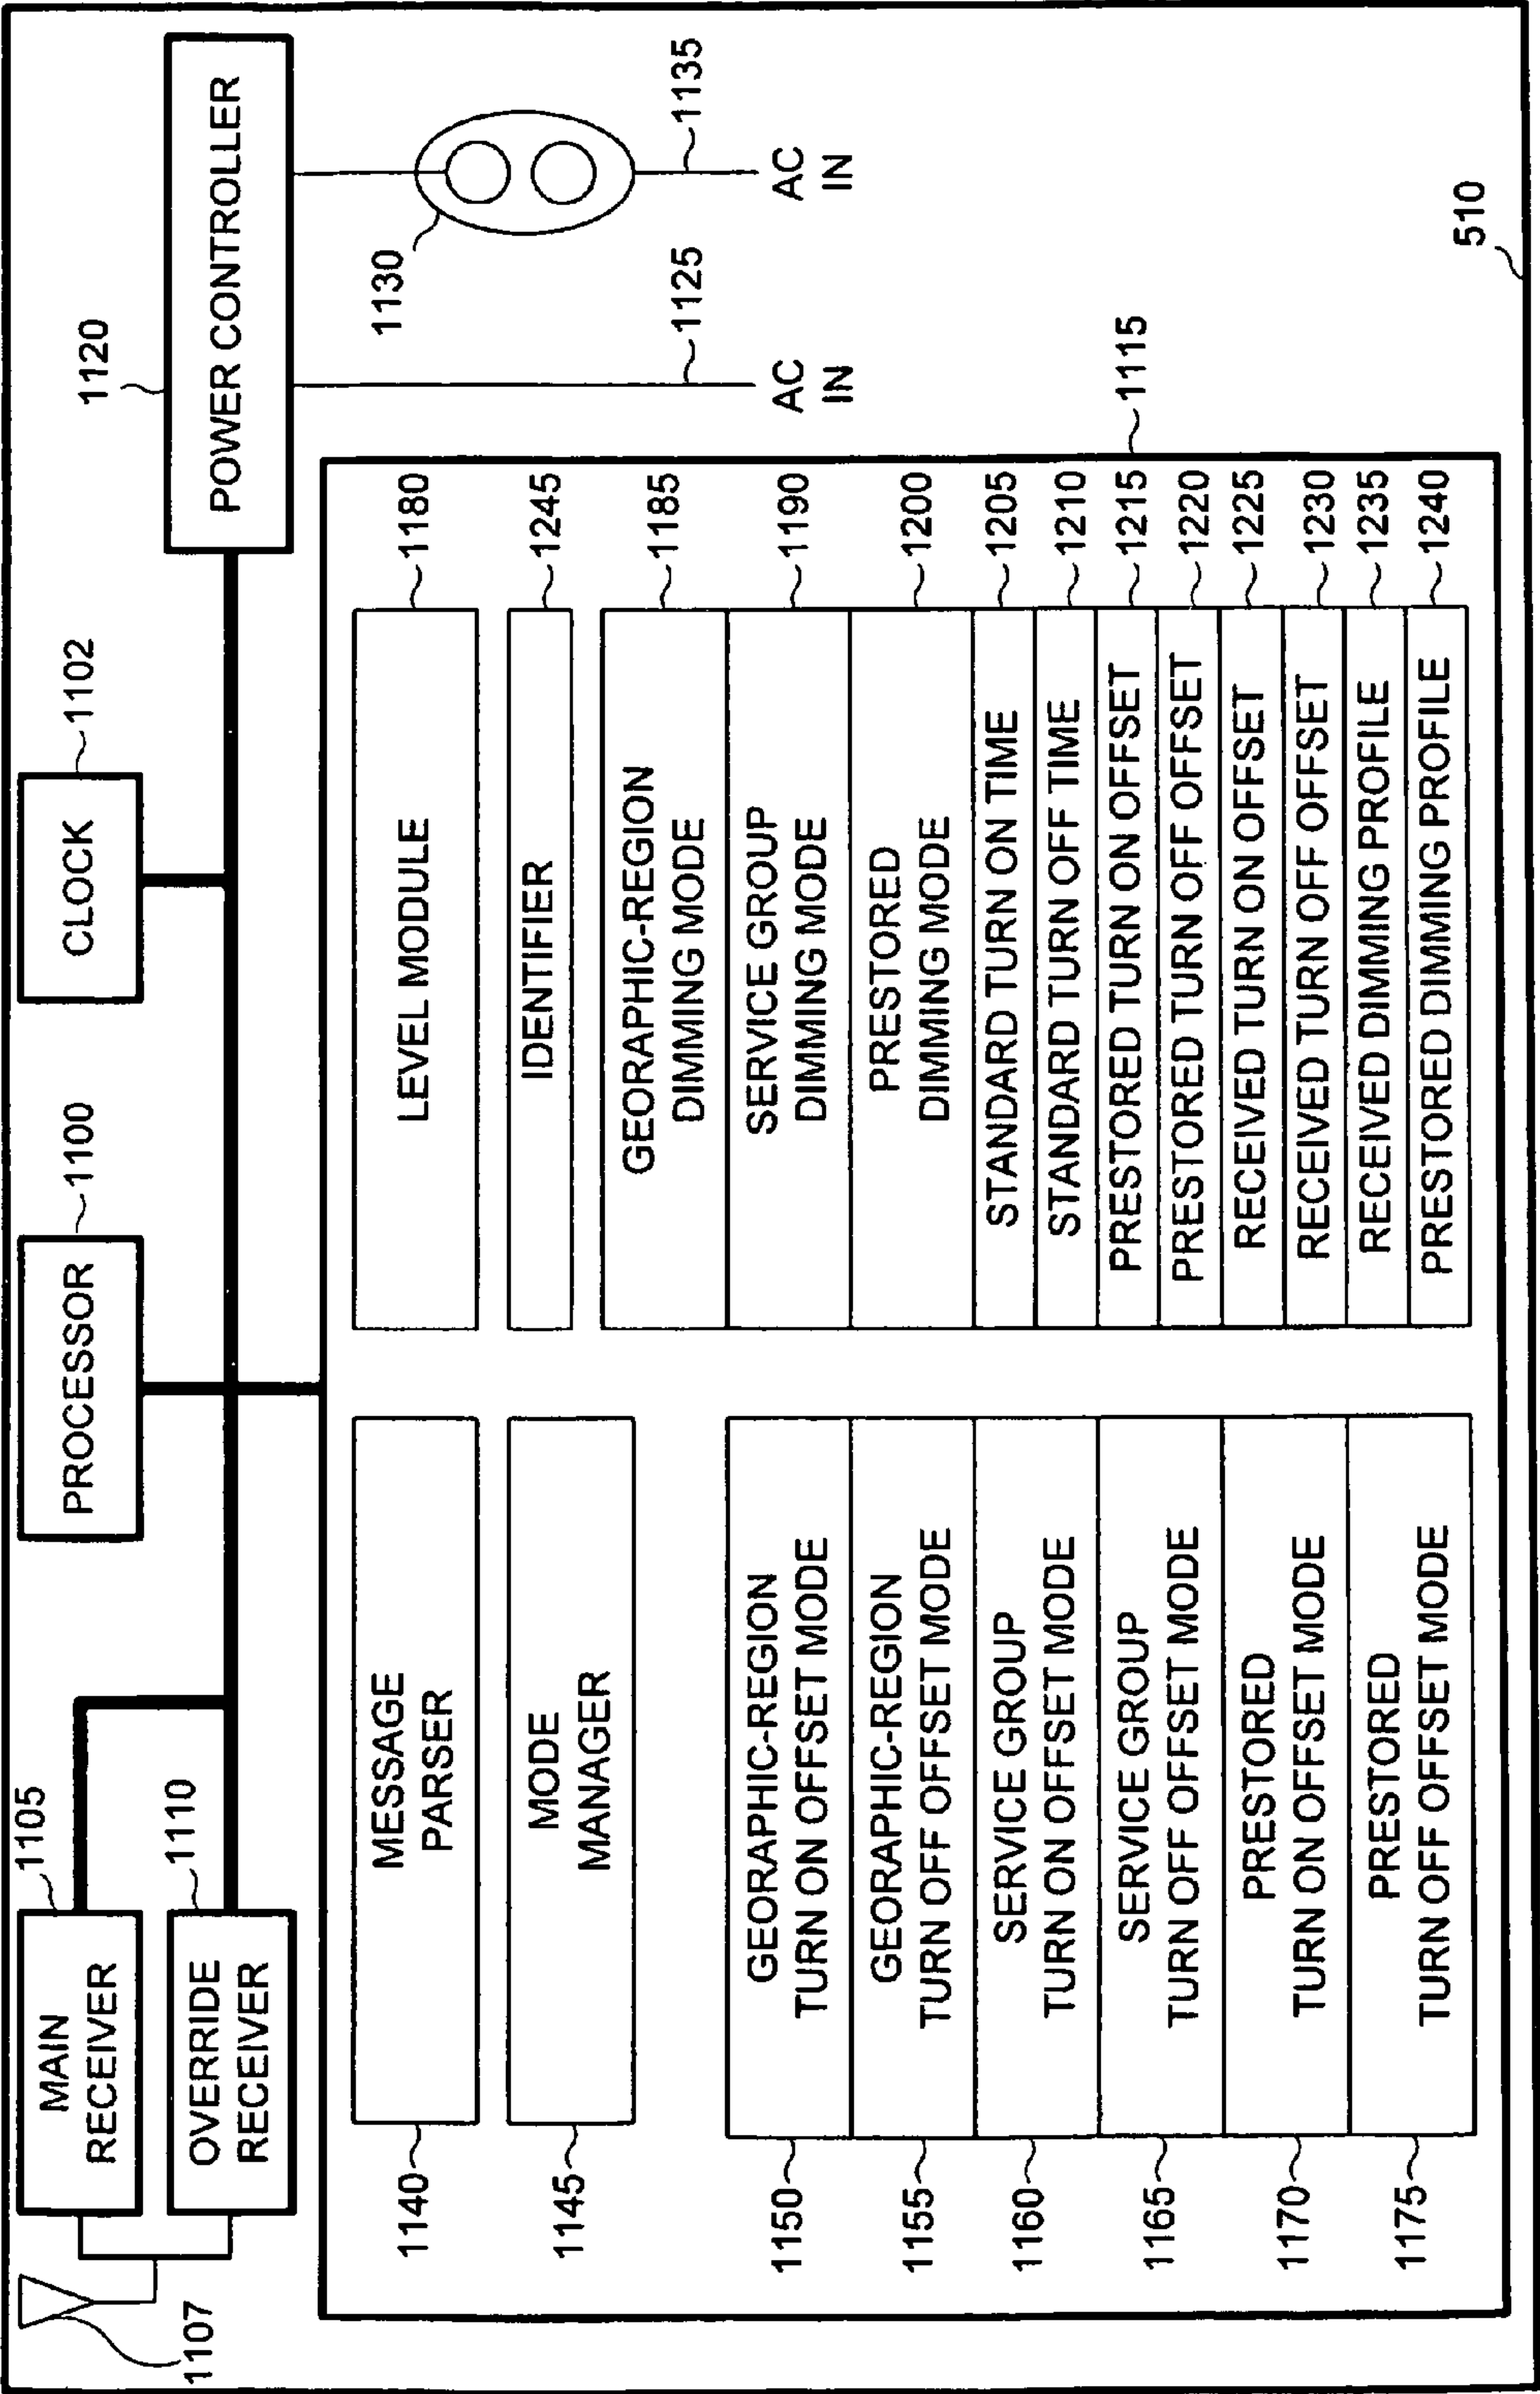 1107
MAIN
RECEIVER
1105
OVERRIDE
RECEIVER
1110
PROCESSOR
1100
CLOCK
1102
1120
POWER CONTROLLER
1130
1125
AC
IN
1135
AC
IN
1115
510
1140
MESSAGE
PARSER
1145
MODE
MANAGER
1150
GEORAPHIC-REGION
TURN ON OFFSET MODE
1155
GEORAPHIC-REGION
TURN OFF OFFSET MODE
1160
SERVICE GROUP
TURN ON OFFSET MODE
1165
SERVICE GROUP
TURN OFF OFFSET MODE
1170
PRESTORED
TURN ON OFFSET MODE
1175
PRESTORED
TURN OFF OFFSET MODE
LEVEL MODULE
1180
IDENTIFIER
1245
GEORAPHIC-REGION
DIMMING MODE
1185
SERVICE GROUP
DIMMING MODE
1190
PRESTORED
DIMMING MODE
1200
STANDARD TURN ON TIME
1205
STANDARD TURN OFF TIME
1210
PRESTORED TURN ON OFFSET
1215
PRESTORED TURN OFF OFFSET
1220
RECEIVED TURN ON OFFSET
1225
RECEIVED TURN OFF OFFSET
1230
RECEIVED DIMMING PROFILE
1235
PRESTORED DIMMING PROFILE
1240